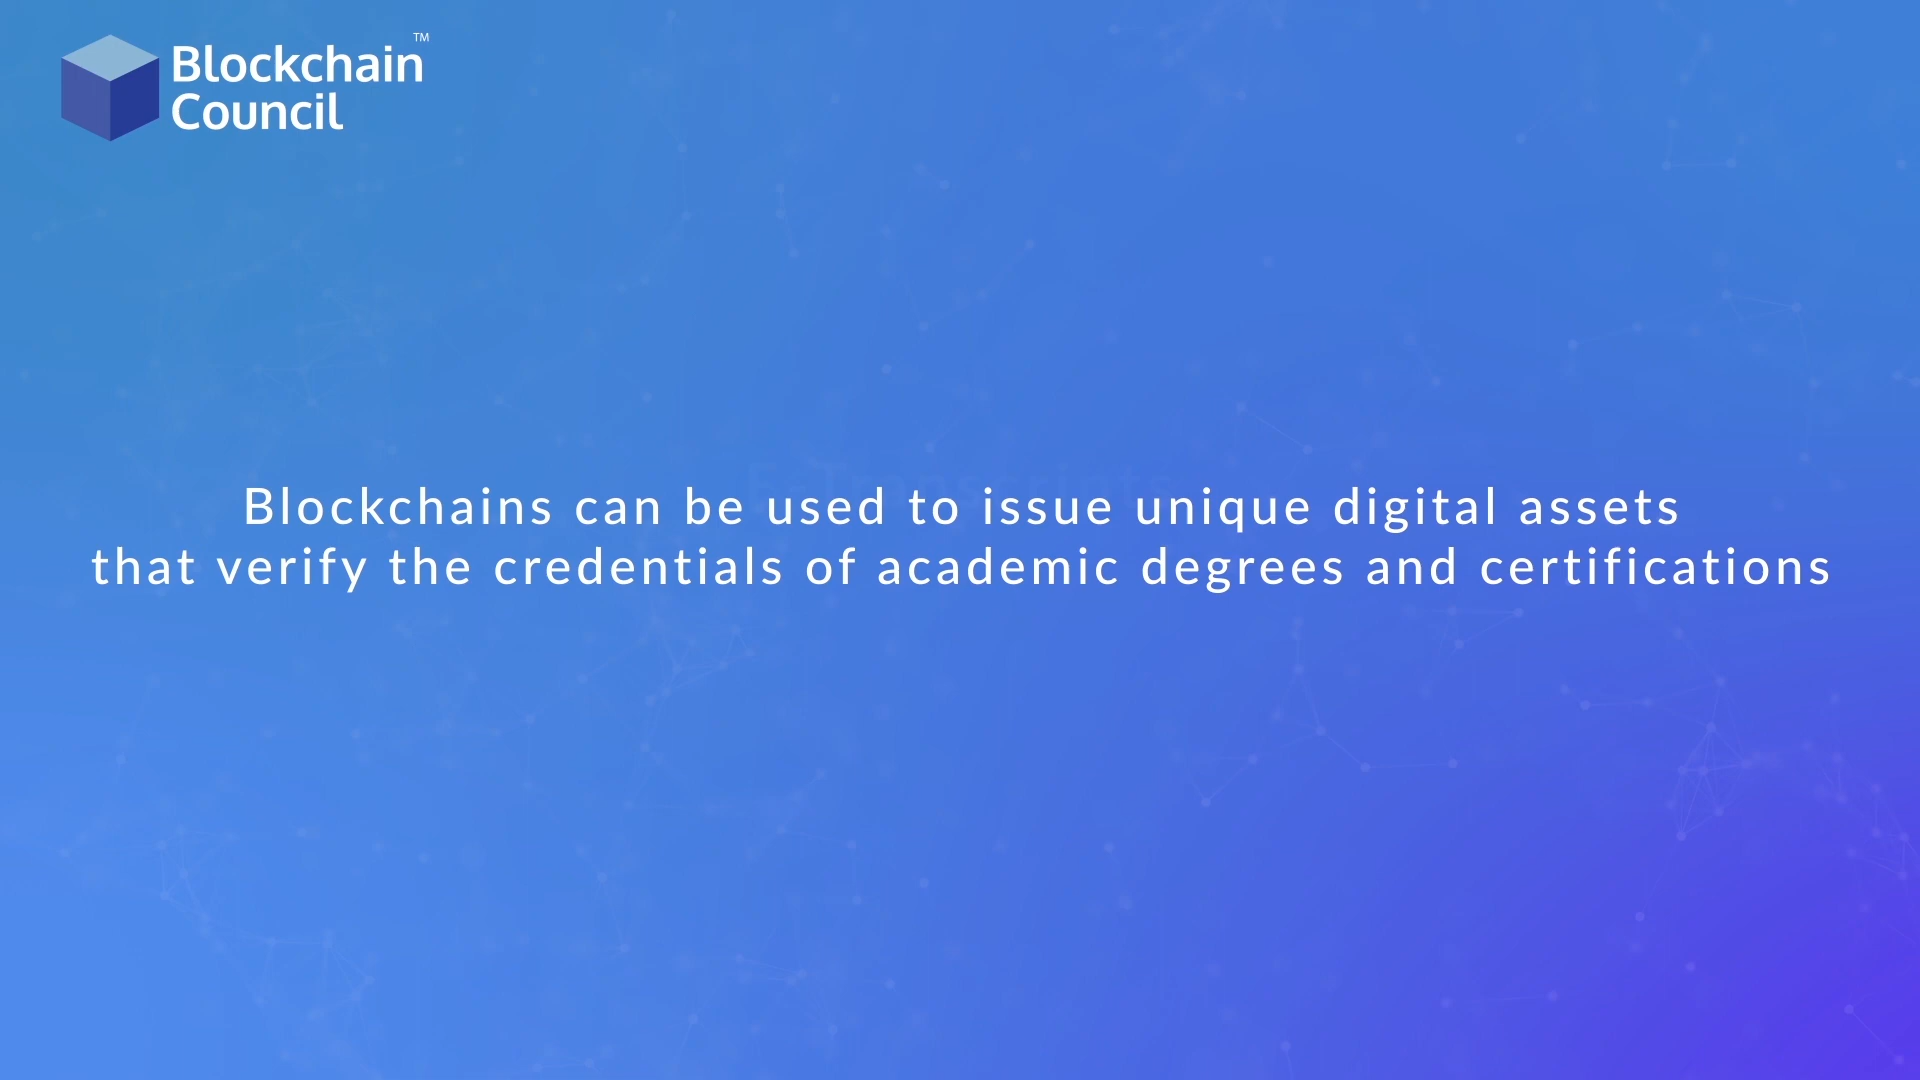 Blockchain™
Council
Blockchains can be used to issue unique digital assets
that verify the credentials of academic degrees and certifications